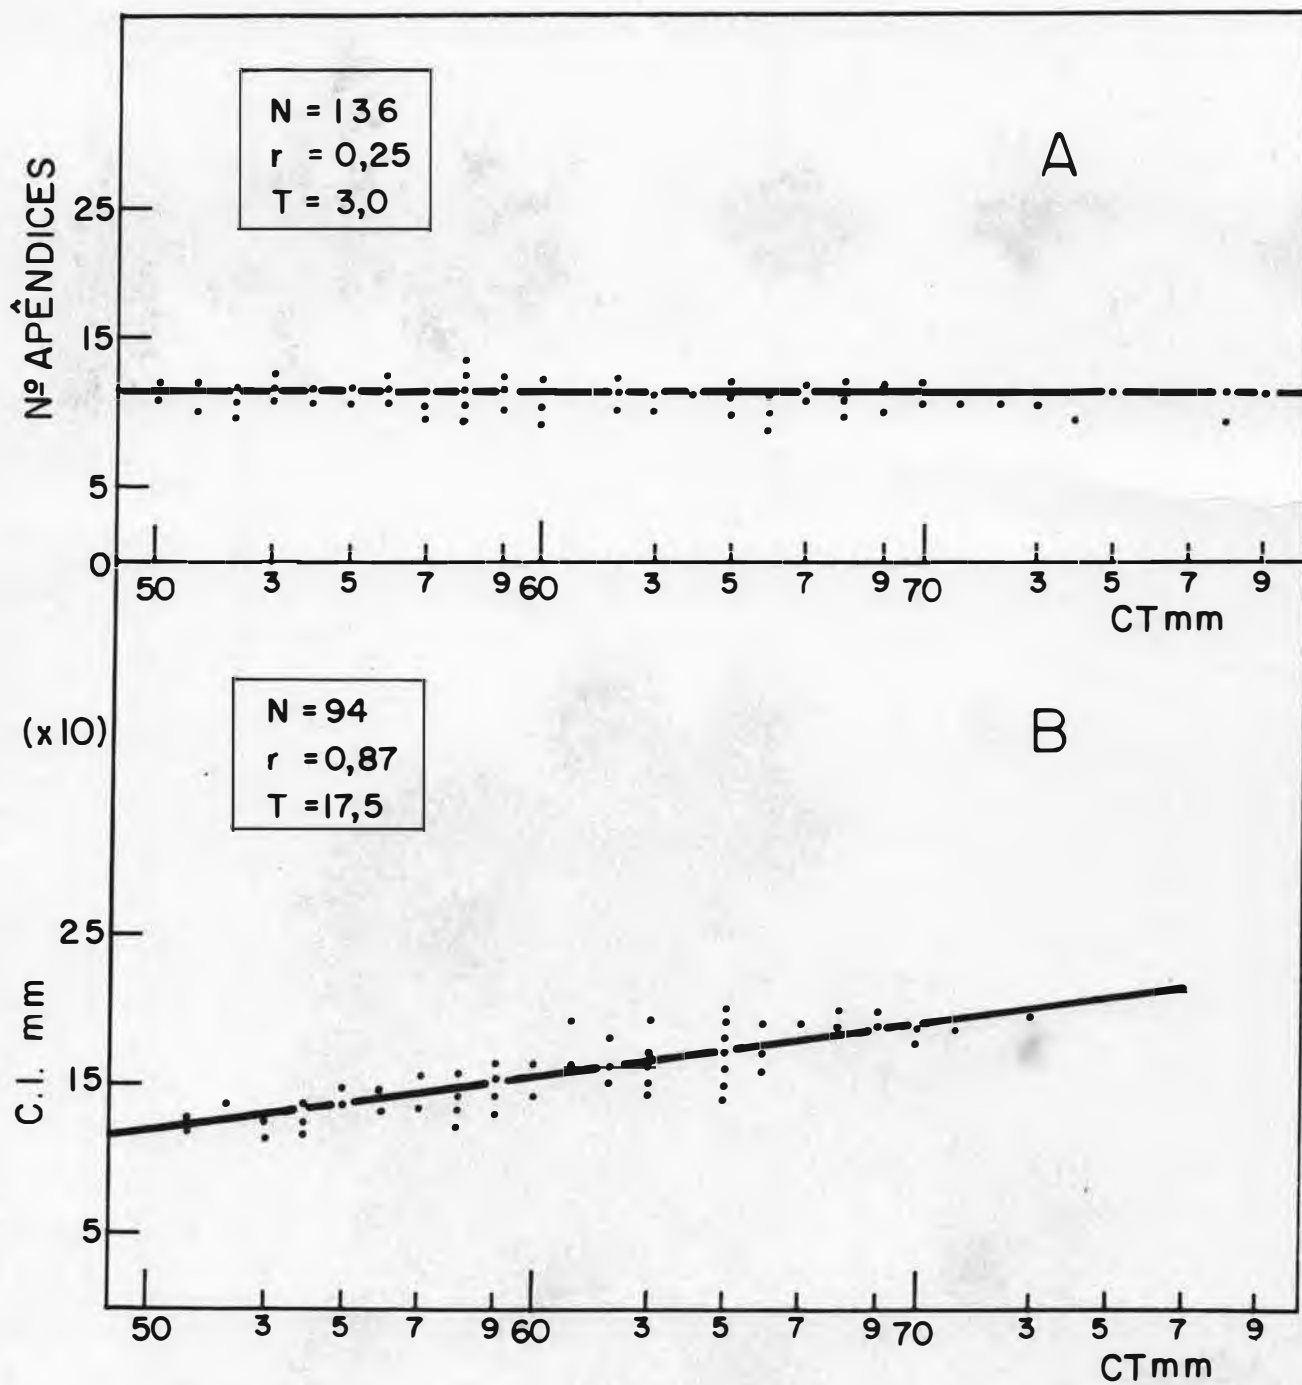 N = 136
r = 0,25
T = 3,0
A
Nº APÊNDICES
25
15
5
0
50 3 5 7 9 60 3 5 7 9 70 3 5 7 9
CTmm
(x10)
N = 94
r = 0,87
T = 17,5
B
C.I. mm
25
15
5
50 3 5 7 9 60 3 5 7 9 70 3 5 7 9
CTmm